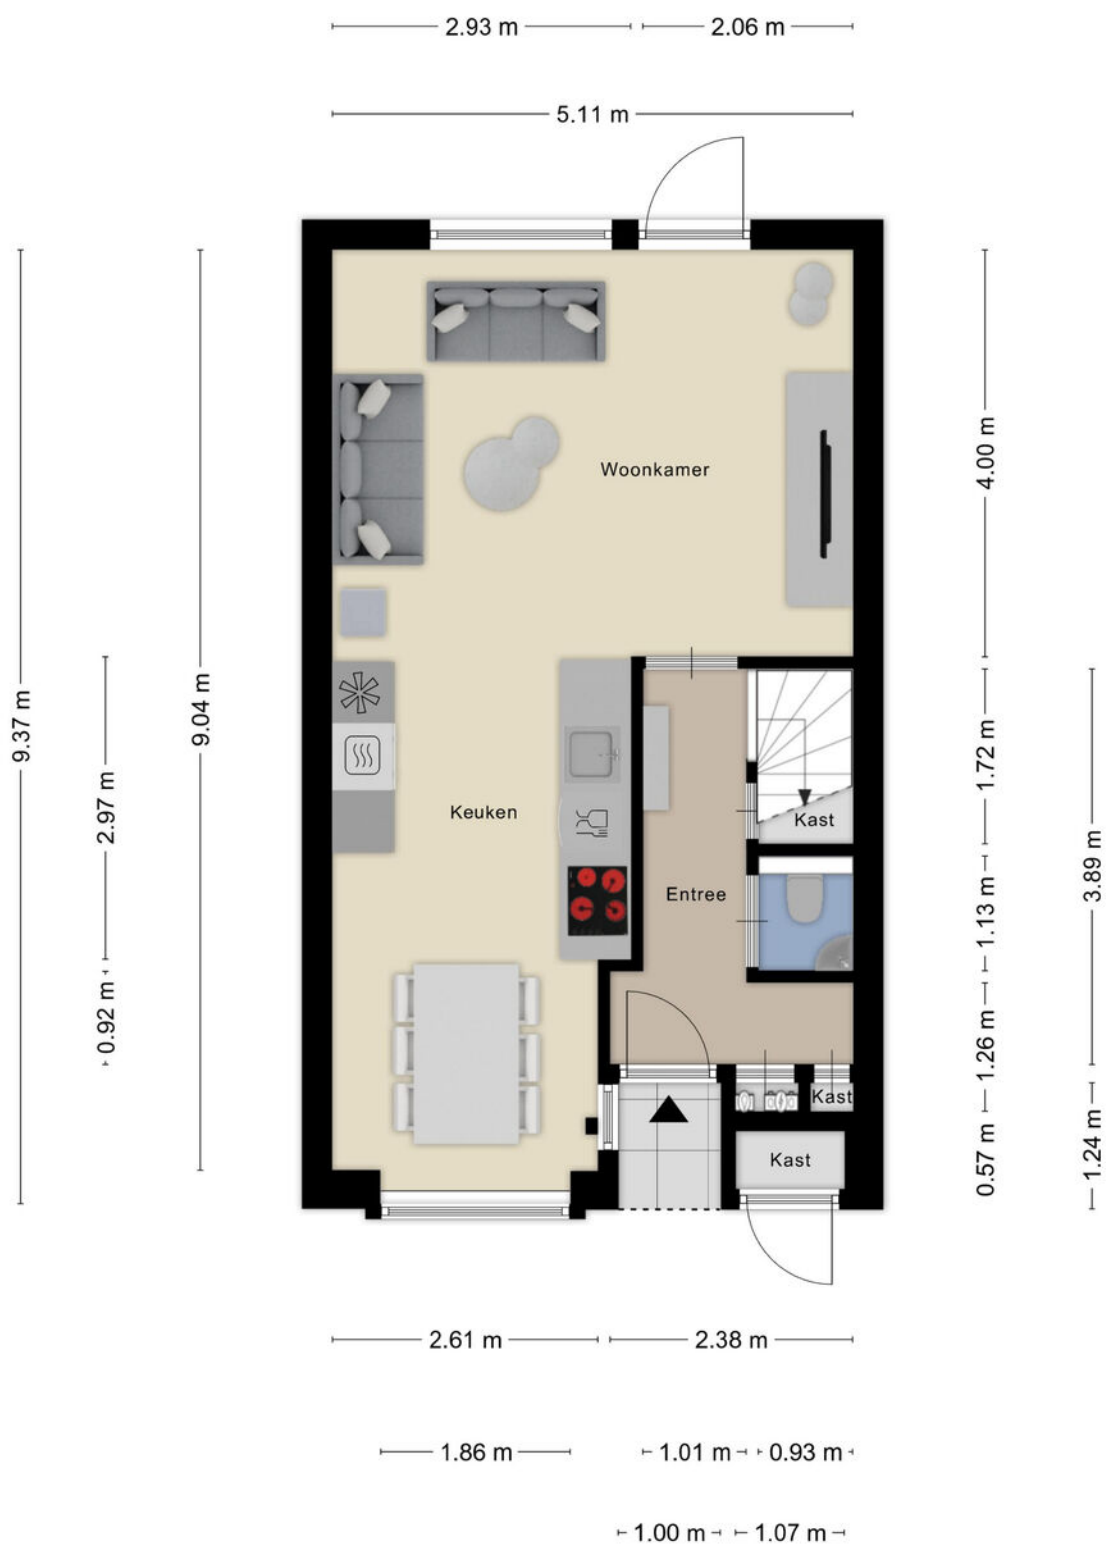 2.93 m
2.06 m
5.11 m
Woonkamer
Keuken
Entree
Kast
Kast
Kast
9.37 m
9.04 m
2.97 m
0.92 m
4.00 m
1.72 m
1.13 m
1.26 m
0.57 m
3.89 m
1.24 m
2.61 m
2.38 m
1.86 m
1.01 m
0.93 m
1.00 m
1.07 m